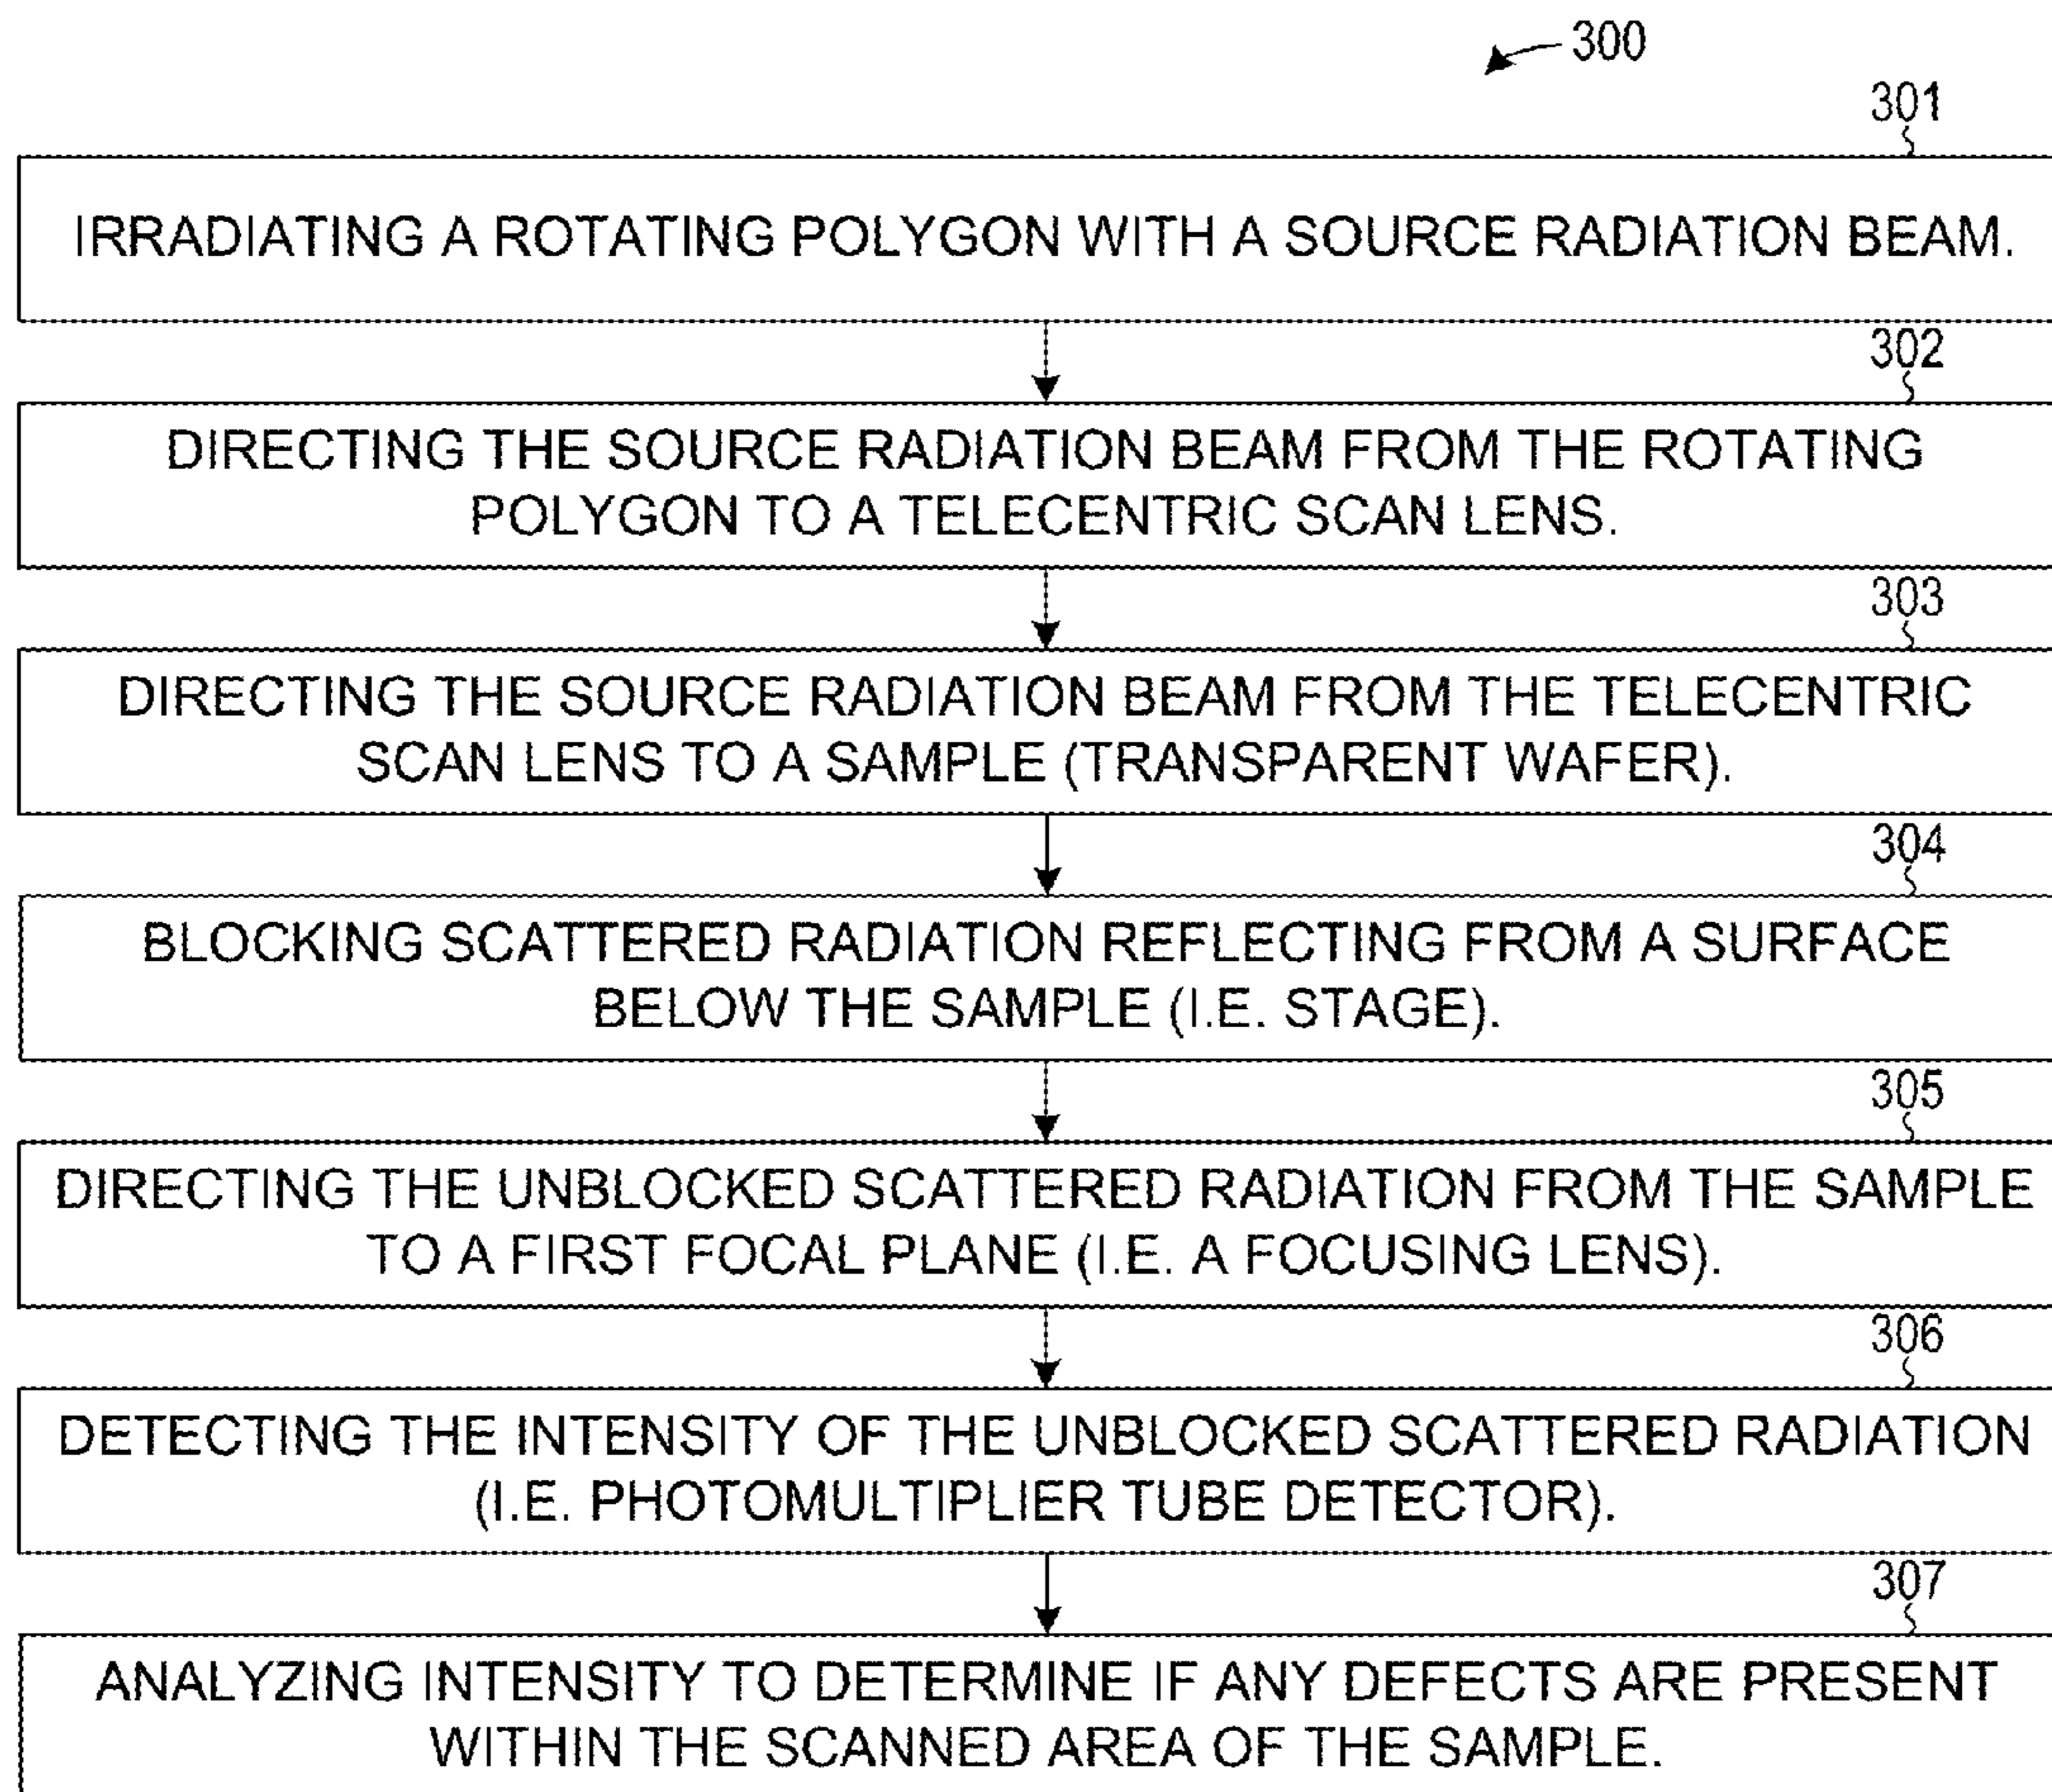 300
301
IRRADIATING A ROTATING POLYGON WITH A SOURCE RADIATION BEAM.
302
DIRECTING THE SOURCE RADIATION BEAM FROM THE ROTATING
POLYGON TO A TELECENTRIC SCAN LENS.
303
DIRECTING THE SOURCE RADIATION BEAM FROM THE TELECENTRIC
SCAN LENS TO A SAMPLE (TRANSPARENT WAFER).
304
BLOCKING SCATTERED RADIATION REFLECTING FROM A SURFACE
BELOW THE SAMPLE (I.E. STAGE).
305
DIRECTING THE UNBLOCKED SCATTERED RADIATION FROM THE SAMPLE
TO A FIRST FOCAL PLANE (I.E. A FOCUSING LENS).
306
DETECTING THE INTENSITY OF THE UNBLOCKED SCATTERED RADIATION
(I.E. PHOTOMULTIPLIER TUBE DETECTOR).
307
ANALYZING INTENSITY TO DETERMINE IF ANY DEFECTS ARE PRESENT
WITHIN THE SCANNED AREA OF THE SAMPLE.